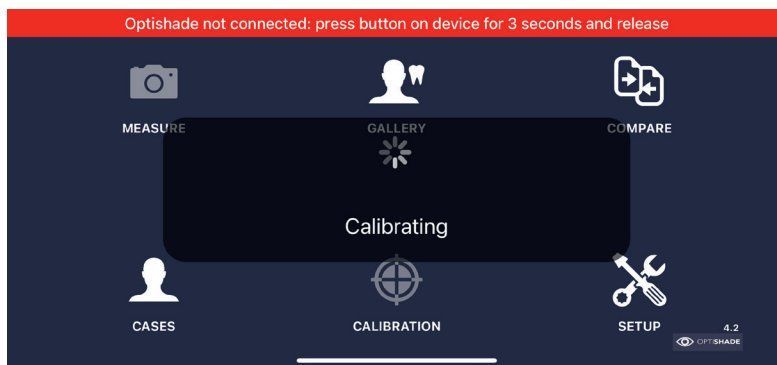 Optishade not connected: press button on device for 3 seconds and release
MEASURE
GALLERY
COMPARE
Calibrating
CASES
CALIBRATION
SETUP
4.2
OPTISHADE